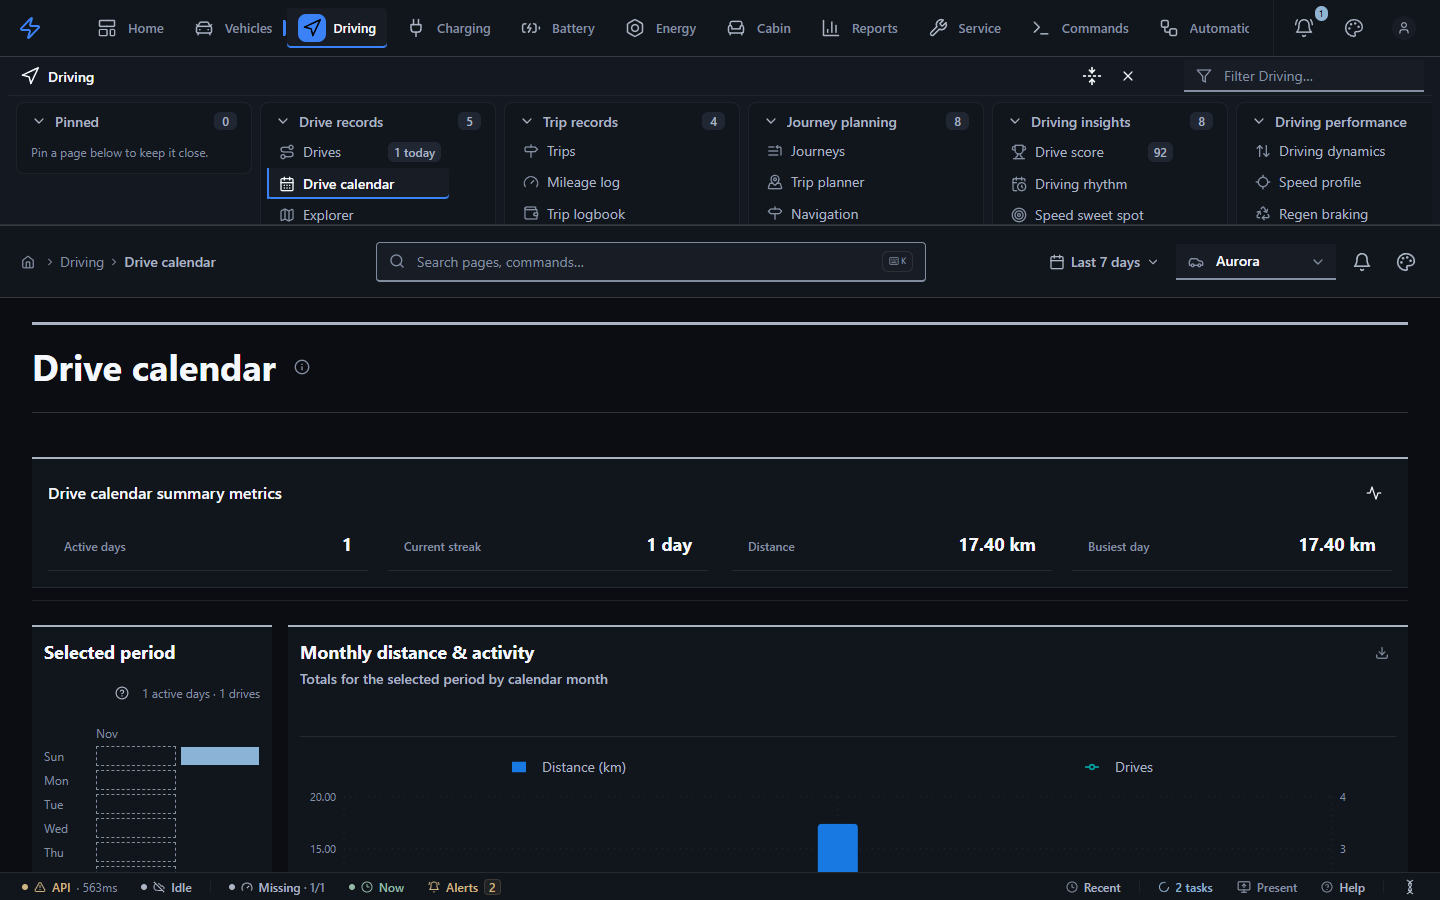 Home
Vehicles
Driving
Charging
Battery
Energy
Cabin
Reports
Service
Commands
Automatic
1
Driving
Filter Driving...
Pinned 0
Pin a page below to keep it close.
Drive records 5
Drives 1 today
Drive calendar
Explorer
Trip records 4
Trips
Mileage log
Trip logbook
Journey planning 8
Journeys
Trip planner
Navigation
Driving insights 8
Drive score 92
Driving rhythm
Speed sweet spot
Driving performance
Driving dynamics
Speed profile
Regen braking
Driving > Drive calendar
Search pages, commands...
K
Last 7 days
Aurora
Drive calendar
Drive calendar summary metrics
Active days 1
Current streak 1 day
Distance 17.40 km
Busiest day 17.40 km
Selected period
1 active days · 1 drives
Nov
Sun
Mon
Tue
Wed
Thu
Monthly distance & activity
Totals for the selected period by calendar month
Distance (km)
Drives
20.00
4
15.00
3
API · 563ms
Idle
Missing · 1/1
Now
Alerts 2
Recent
2 tasks
Present
Help